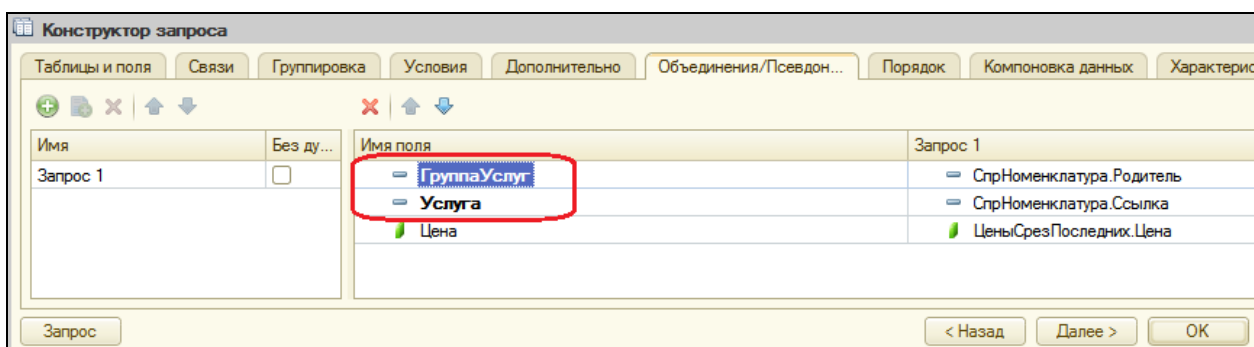 Конструктор запроса
Таблицы и поля Связи Группировка Условия Дополнительно Объединения/Псевдон... Порядок Компоновка данных Характерис
Имя Без ду... Имя поля Запрос 1
Запрос 1 ГруппаУслуг СпрНоменклатура.Родитель
Услуга СпрНоменклатура.Ссылка
Цена ЦеныСрезПоследних.Цена
Запрос < Назад Далее > ОК